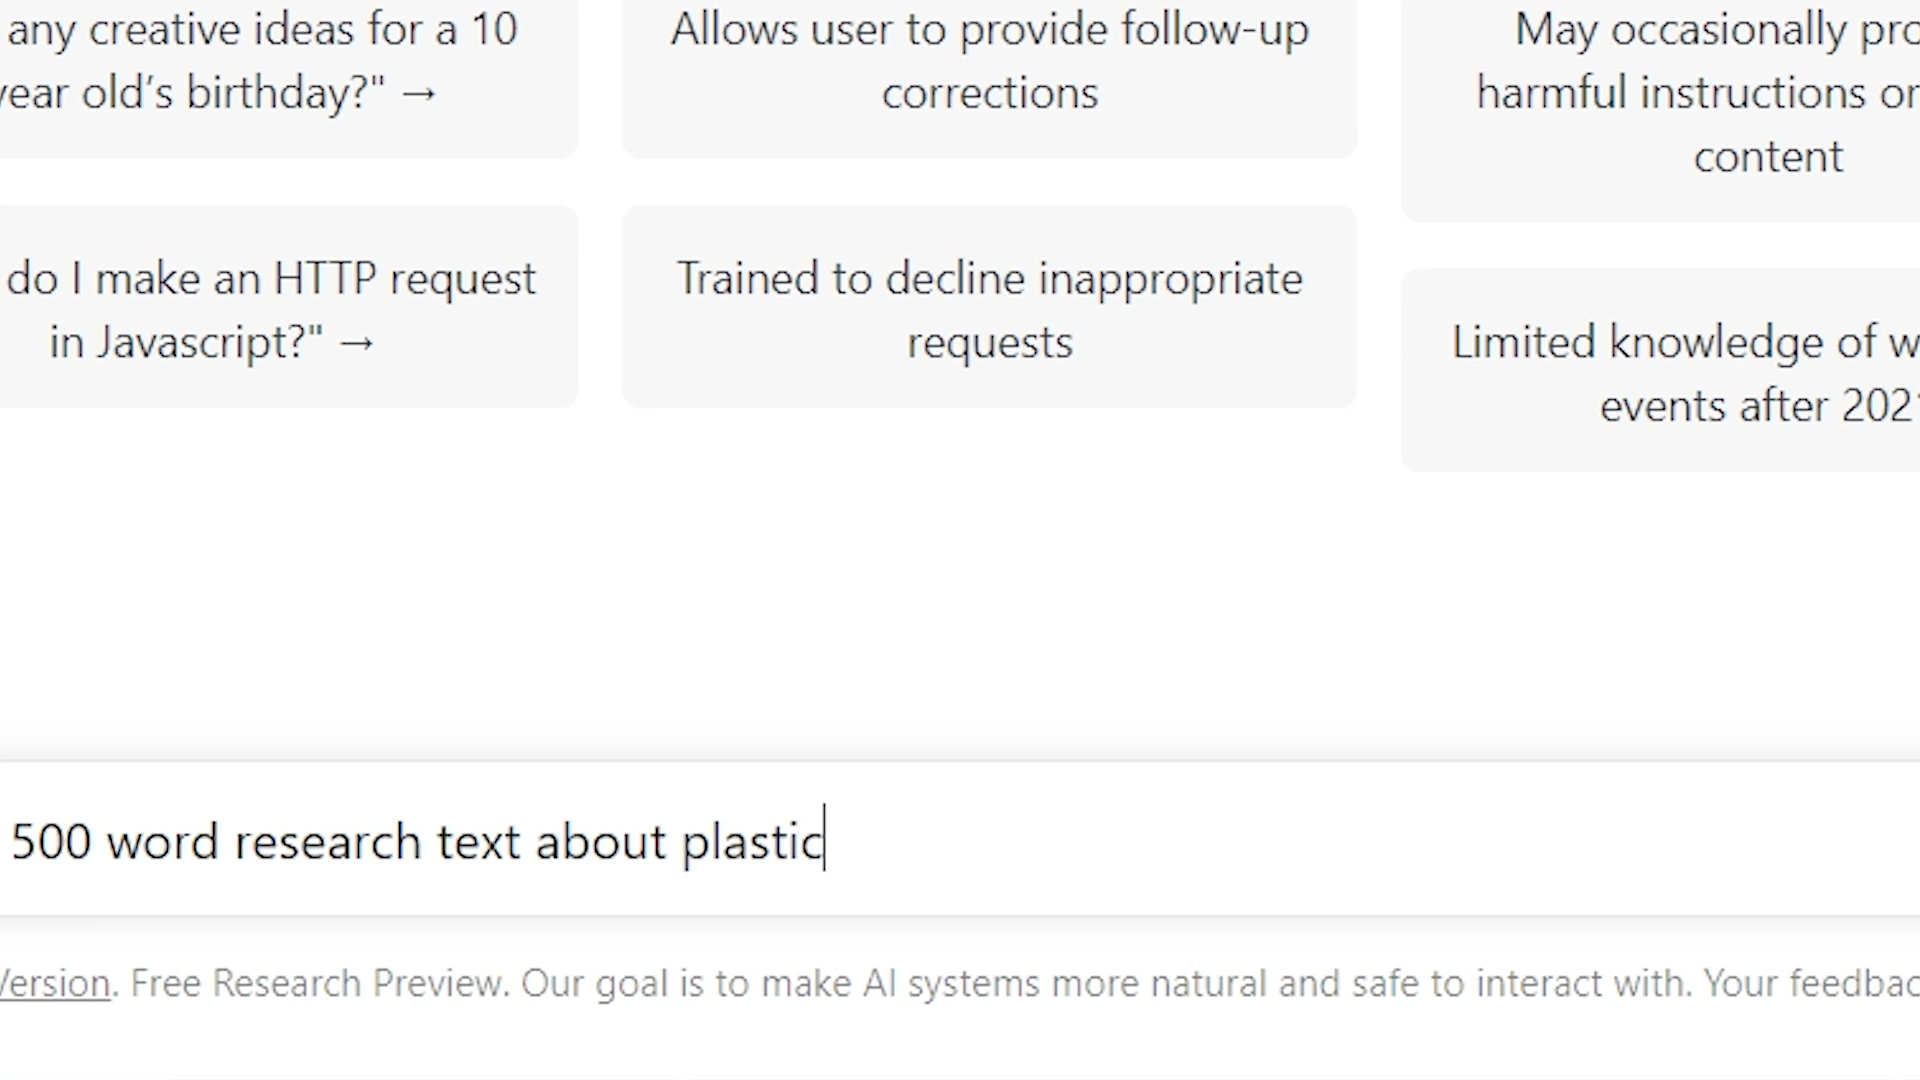 any creative ideas for a 10
year old's birthday?" →
do I make an HTTP request
in Javascript?" →
Allows user to provide follow-up
corrections
Trained to decline inappropriate
requests
May occasionally pro
harmful instructions or
content
Limited knowledge of w
events after 202
500 word research text about plastic
Version. Free Research Preview. Our goal is to make AI systems more natural and safe to interact with. Your feedbac